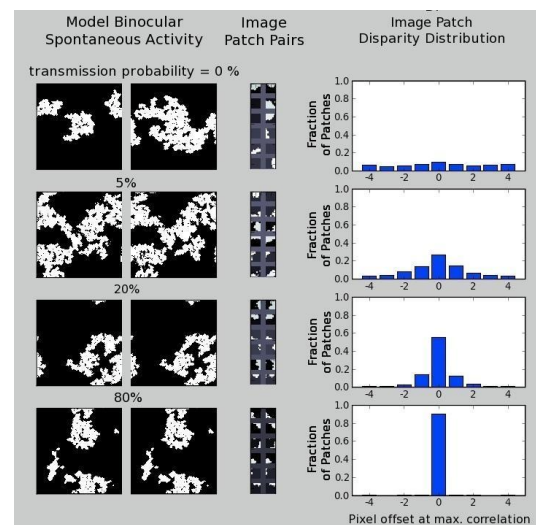 Model Binocular
Spontaneous Activity
Image
Patch Pairs
Image Patch
Disparity Distribution
transmission probability = 0 %
Fraction
of Patches
1.0
0.8
0.6
0.4
0.2
0.0
-4 -2 0 2 4
5%
Fraction
of Patches
1.0
0.8
0.6
0.4
0.2
0.0
-4 -2 0 2 4
20%
Fraction
of Patches
1.0
0.8
0.6
0.4
0.2
0.0
-4 -2 0 2 4
80%
Fraction
of Patches
1.0
0.8
0.6
0.4
0.2
0.0
-4 -2 0 2 4
Pixel offset at max. correlation